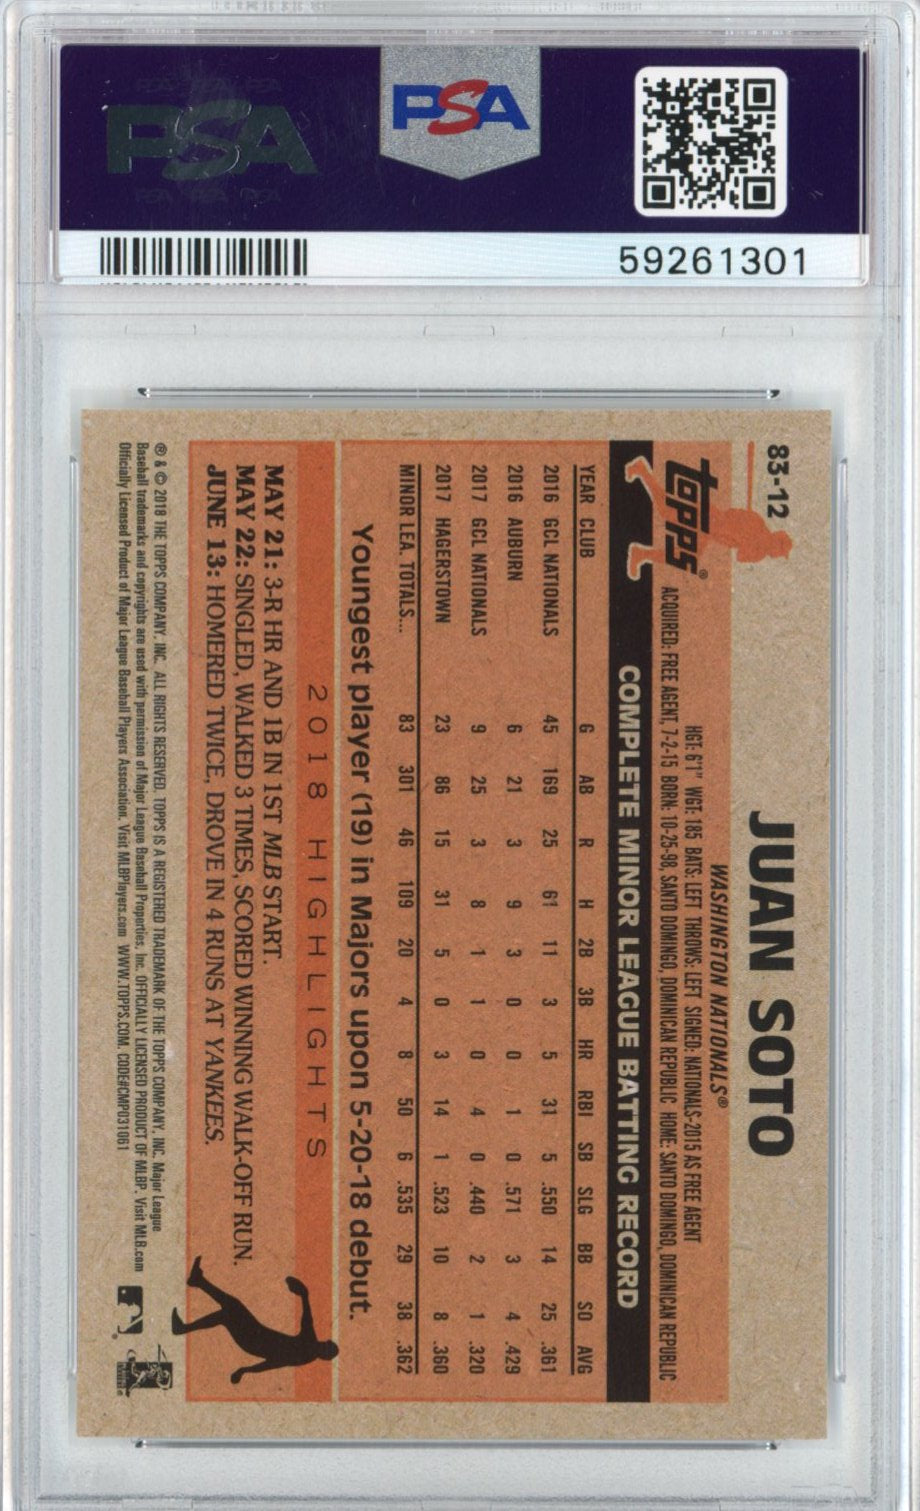 PSA
PSA
59261301
83-12
topps®
JUAN SOTO
WASHINGTON NATIONALS®
HGT: 6'1" WGT: 185 BATS: LEFT THROWS: LEFT SIGNED: NATIONALS-2015 AS FREE AGENT
ACQUIRED: FREE AGENT, 7-2-15 BORN: 10-25-98, SANTO DOMINGO, DOMINICAN REPUBLIC HOME: SANTO DOMINGO, DOMINICAN REPUBLIC
COMPLETE MINOR LEAGUE BATTING RECORD
YEAR CLUB G AB R H 2B 3B HR RBI SB SLG BB SO AVG
2016 GCL NATIONALS 45 169 25 61 11 3 5 31 5 .550 14 25 .361
2016 AUBURN 6 21 3 9 3 0 0 1 0 .571 3 4 .429
2017 GCL NATIONALS 9 25 3 8 1 1 0 4 0 .440 2 1 .320
2017 HAGERSTOWN 23 86 15 31 5 0 3 14 1 .523 10 8 .360
MINOR LEA. TOTALS... 83 301 46 109 20 4 8 50 6 .535 29 38 .362
Youngest player (19) in Majors upon 5-20-18 debut.
2018 HIGHLIGHTS
MAY 21: 3-R HR AND 1B IN 1ST MLB START.
MAY 22: SINGLED, WALKED 3 TIMES, SCORED WINNING WALK-OFF RUN.
JUNE 13: HOMERED TWICE, DROVE IN 4 RUNS AT YANKEES.
® & © 2018 THE TOPPS COMPANY, INC. ALL RIGHTS RESERVED. TOPPS IS A REGISTERED TRADEMARK OF THE TOPPS COMPANY, INC. Major League
Baseball trademarks and copyrights are used with permission of Major League Baseball Properties, Inc. OFFICIALLY LICENSED PRODUCT OF MLBP. Visit MLB.com
Officially Licensed Product of Major League Baseball Players Association. Visit MLBPlayers.com WWW.TOPPS.COM. CODE#CMP031061